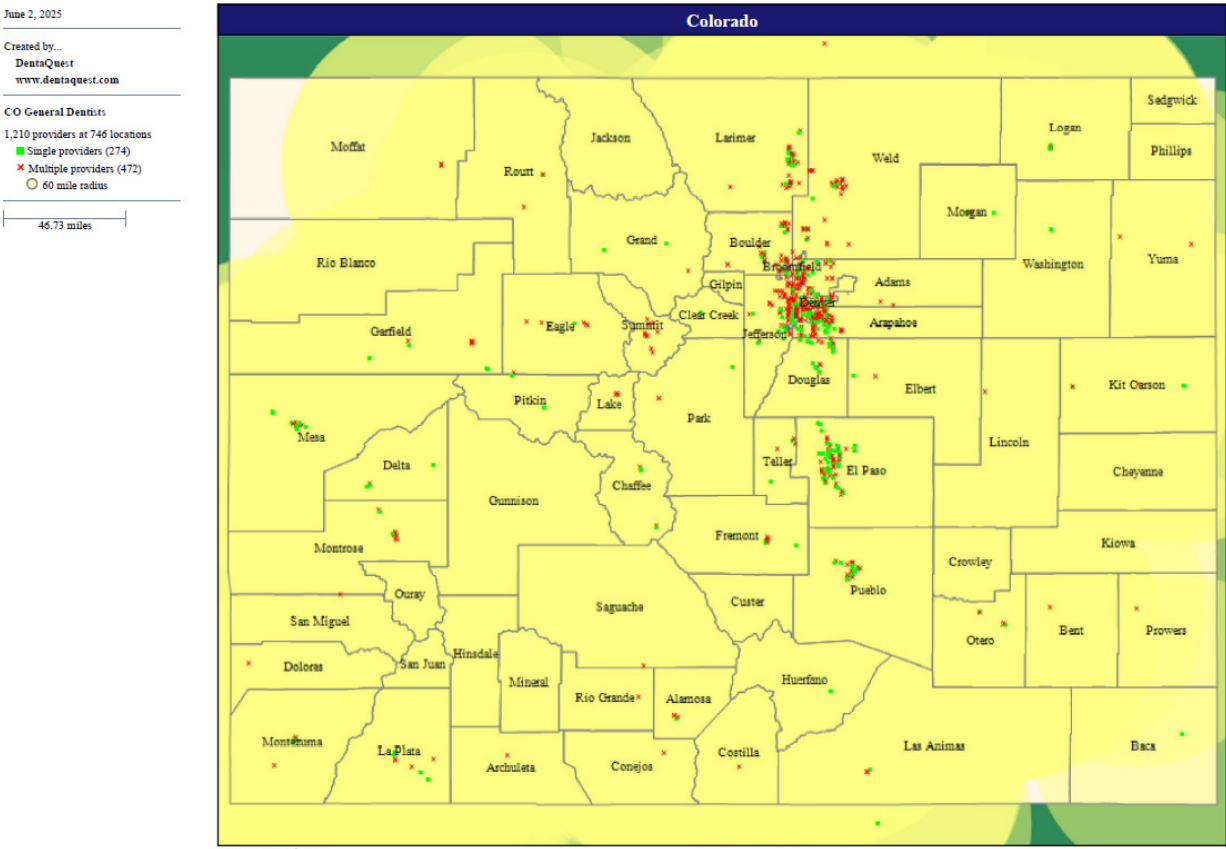 June 2, 2025
Created by...
DentaQuest
www.dentaquest.com
CO General Dentists
1,210 providers at 746 locations
Single providers (274)
Multiple providers (472)
60 mile radius
46.73 miles
Colorado
Sedgwick
Logan
Jackson
Larimer
Moffat
Phillips
Weld
Routt
Morgan
Grand
Boulder
Rio Blanco
Broomfield
Washington
Yuma
Gilpin
Adams
Denver
Clear Creek
Eagle
Summit
Arapahoe
Garfield
Jefferson
Douglas
Elbert
Kit Carson
Pitkin
Lake
Park
Mesa
Lincoln
Delta
Teller
El Paso
Cheyenne
Chaffee
Gunnison
Fremont
Kiowa
Montrose
Crowley
Pueblo
Ouray
Custer
Saguache
San Miguel
Bent
Prowers
Otero
Hinsdale
San Juan
Dolores
Huerfano
Mineral
Rio Grande
Alamosa
Montezuma
La Plata
Las Animas
Baca
Costilla
Archuleta
Conejos